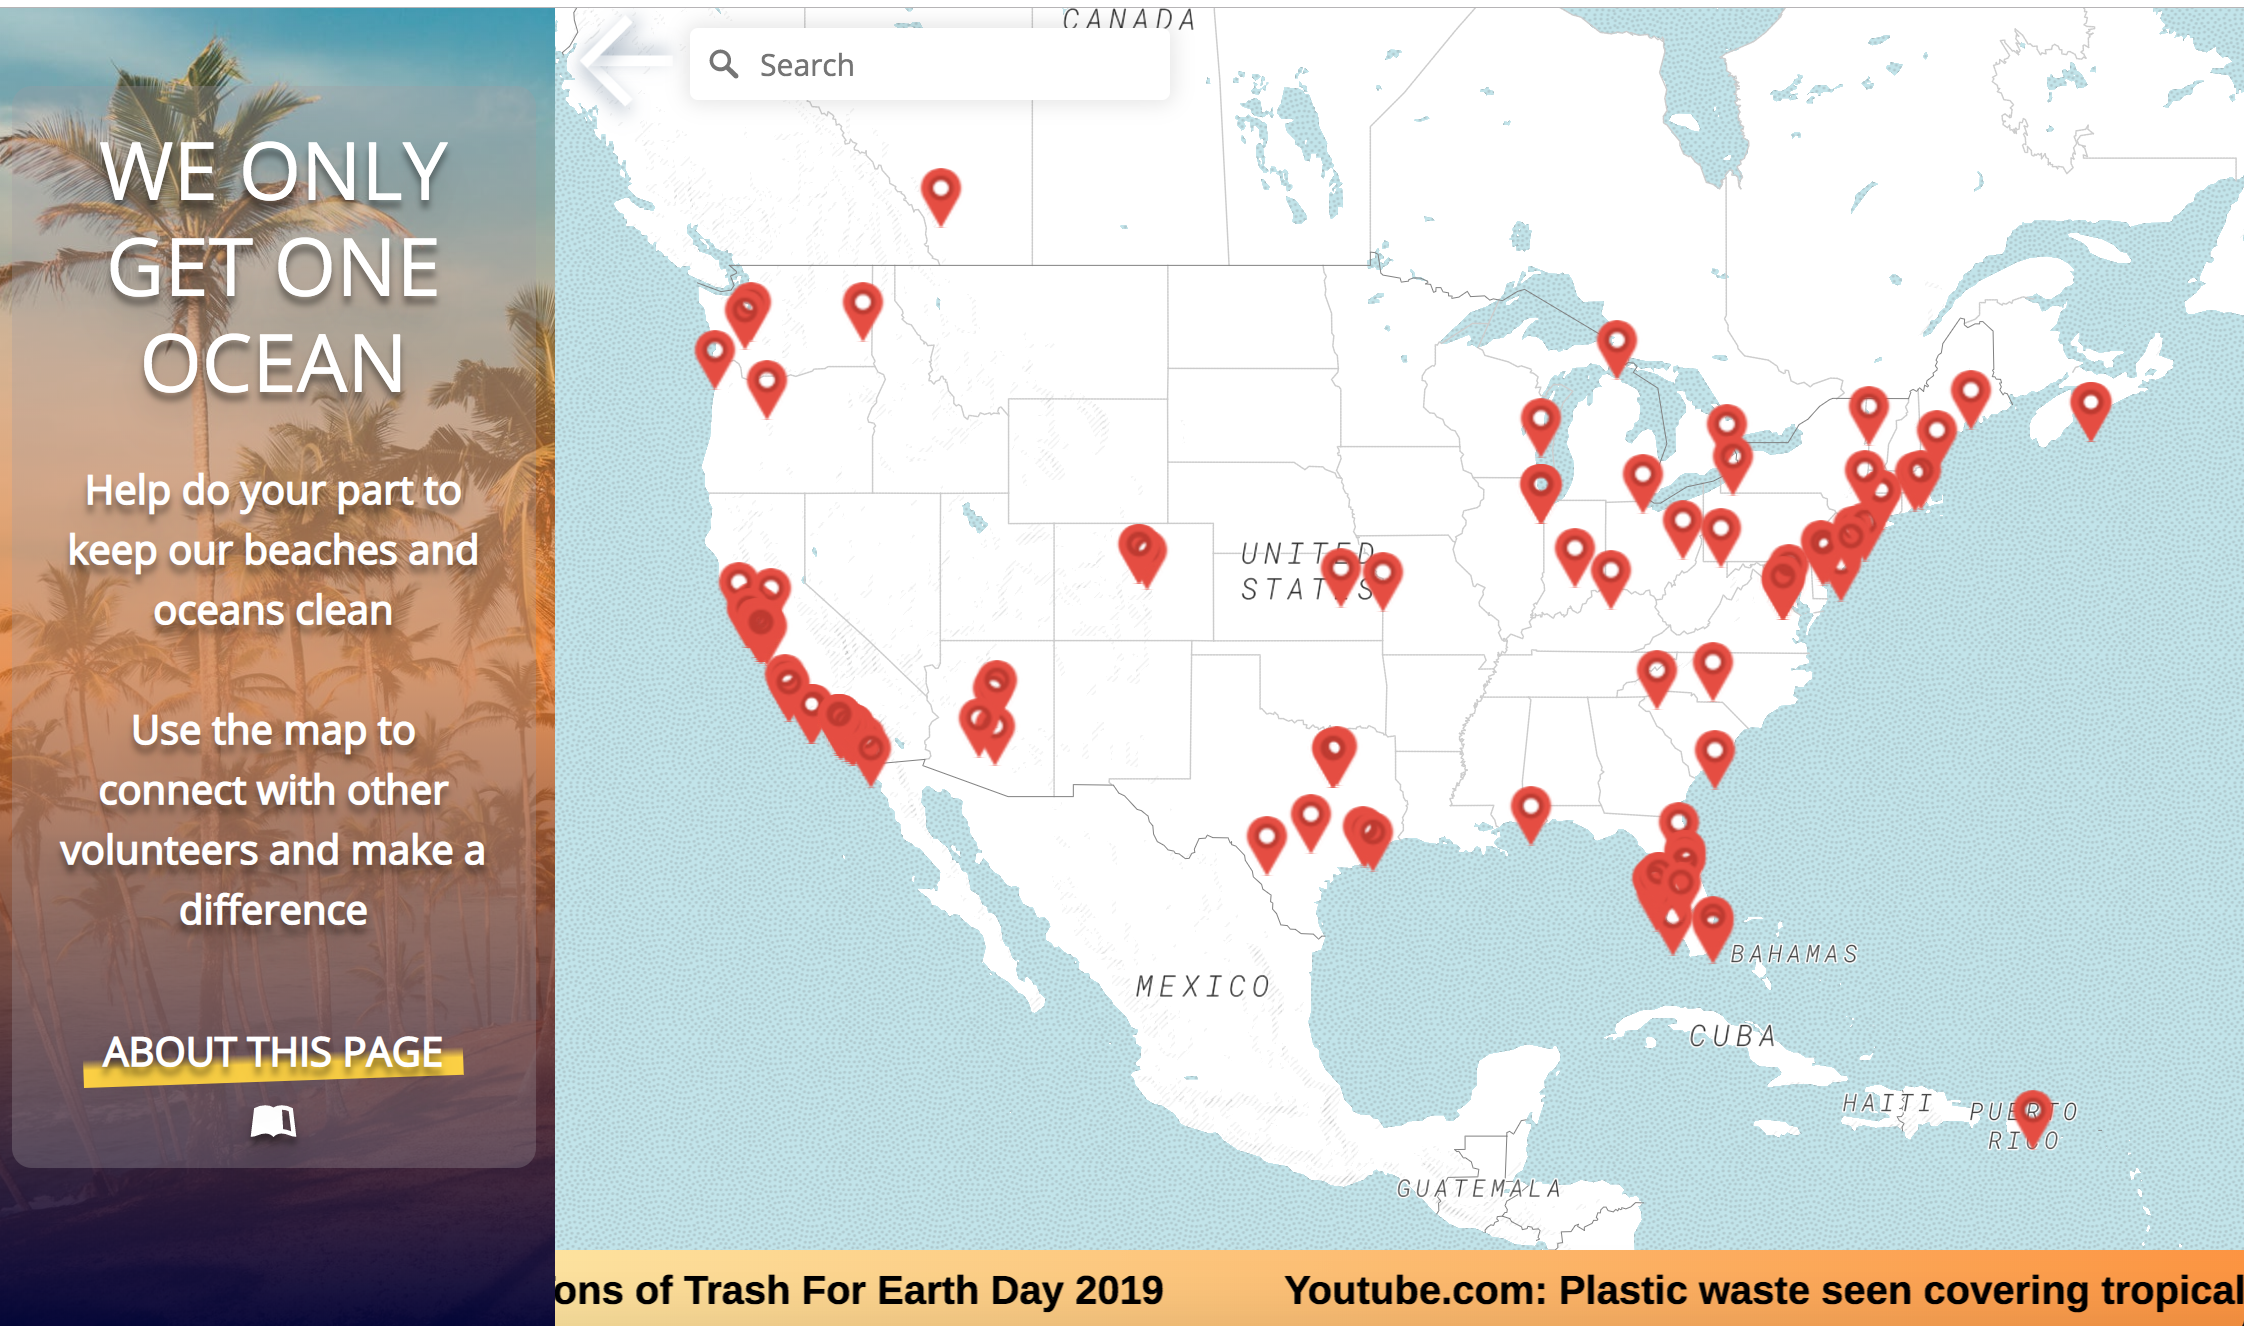 WE ONLY
GET ONE
OCEAN
Help do your part to
keep our beaches and
oceans clean
Use the map to
connect with other
volunteers and make a
difference
ABOUT THIS PAGE
CANADA
Search
UNITED
STATES
MEXICO
BAHAMAS
CUBA
HAITI
PUERTO
RICO
GUATEMALA
ons of Trash For Earth Day 2019
Youtube.com: Plastic waste seen covering tropical